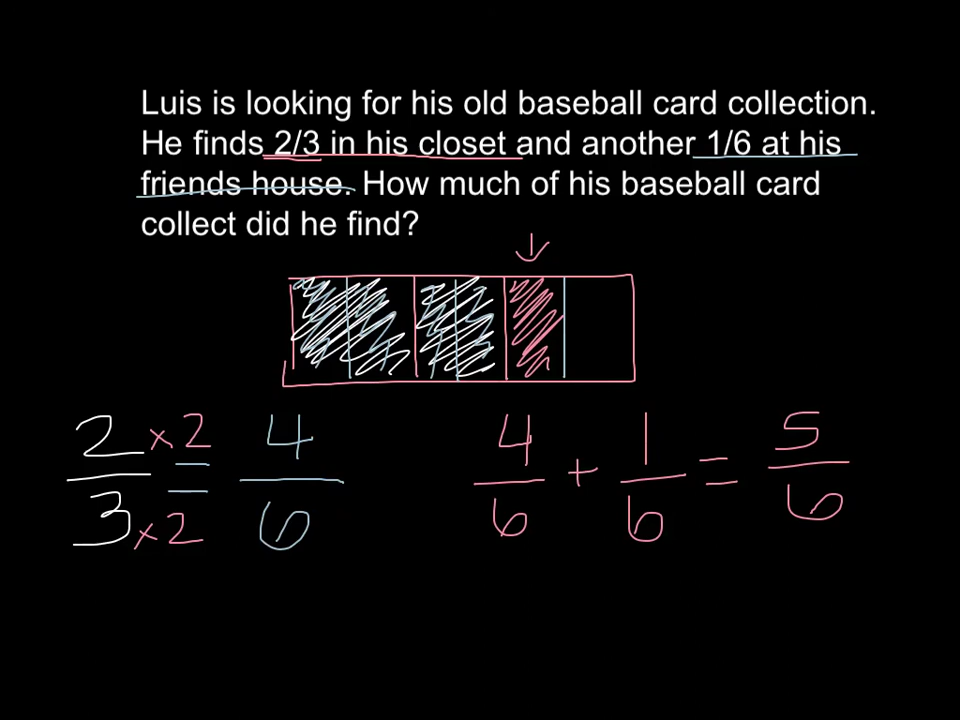 Luis is looking for his old baseball card collection.
He finds 2/3 in his closet and another 1/6 at his
friends house. How much of his baseball card
collect did he find?
2 × 2 = 4
3 × 2 6
4/6 + 1/6 = 5/6